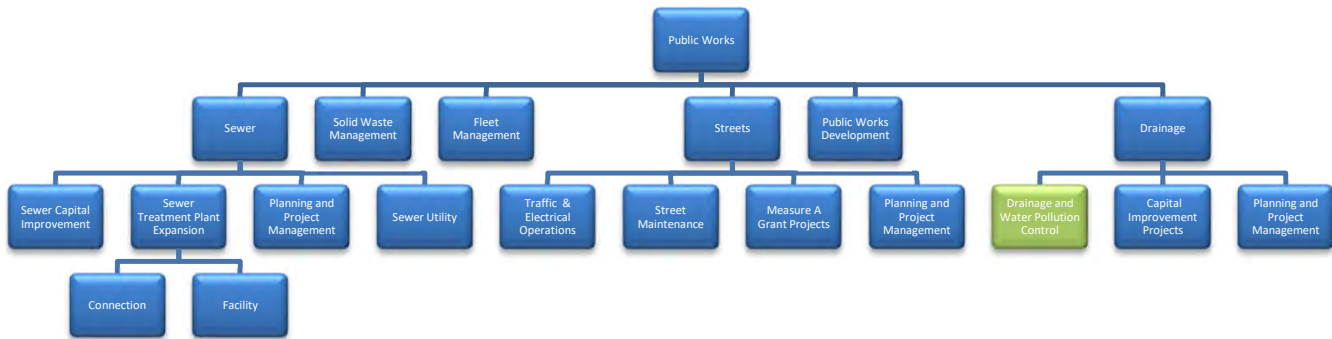 Public Works
Sewer
Solid Waste
Management
Fleet
Management
Streets
Public Works
Development
Drainage
Sewer Capital
Improvement
Sewer
Treatment Plant
Expansion
Planning and
Project
Management
Sewer Utility
Traffic &
Electrical
Operations
Street
Maintenance
Measure A
Grant Projects
Planning and
Project
Management
Drainage and
Water Pollution
Control
Capital
Improvement
Projects
Planning and
Project
Management
Connection
Facility